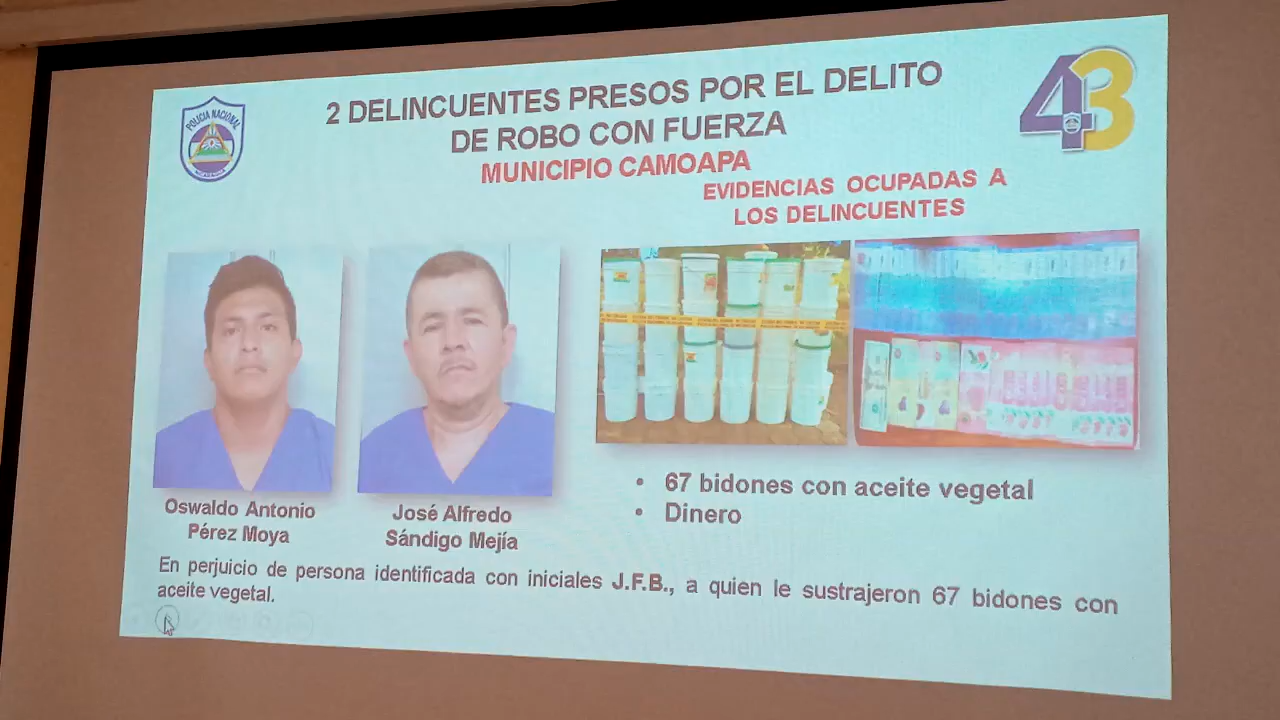 2 DELINCUENTES PRESOS POR EL DELITO
DE ROBO CON FUERZA
MUNICIPIO CAMOAPA
POLICIA NACIONAL
43
EVIDENCIAS OCUPADAS A
LOS DELINCUENTES
Oswaldo Antonio
Pérez Moya
José Alfredo
Sándigo Mejía
• 67 bidones con aceite vegetal
• Dinero
En perjuicio de persona identificada con iniciales J.F.B., a quien le sustrajeron 67 bidones con
aceite vegetal.